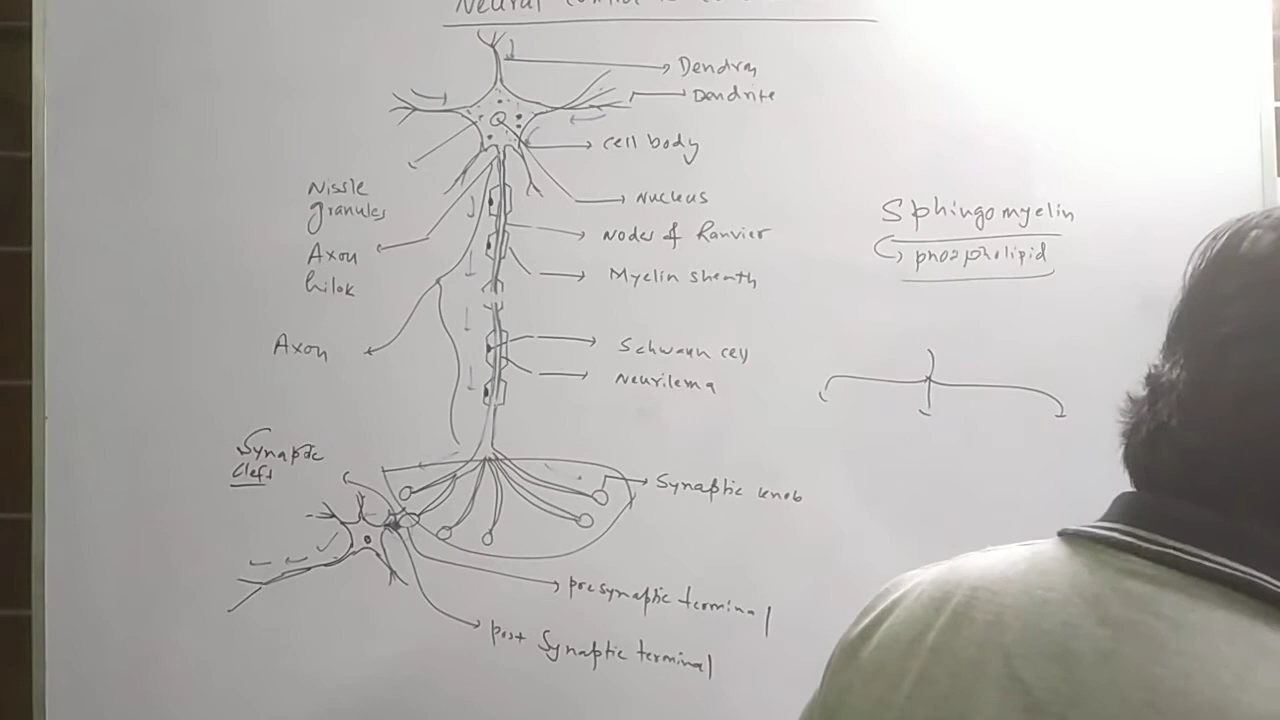 Neural
Dendron
Dendrite
cell body
Nucleus
Nissle
granules
Nodes of Ranvier
Axon
hilok
Myelin sheath
Axon
Schwann cell
Neurilema
Synaptic
cleft
Synaptic knob
presynaptic terminal
post Synaptic terminal
Sphingomyelin
phospholipid